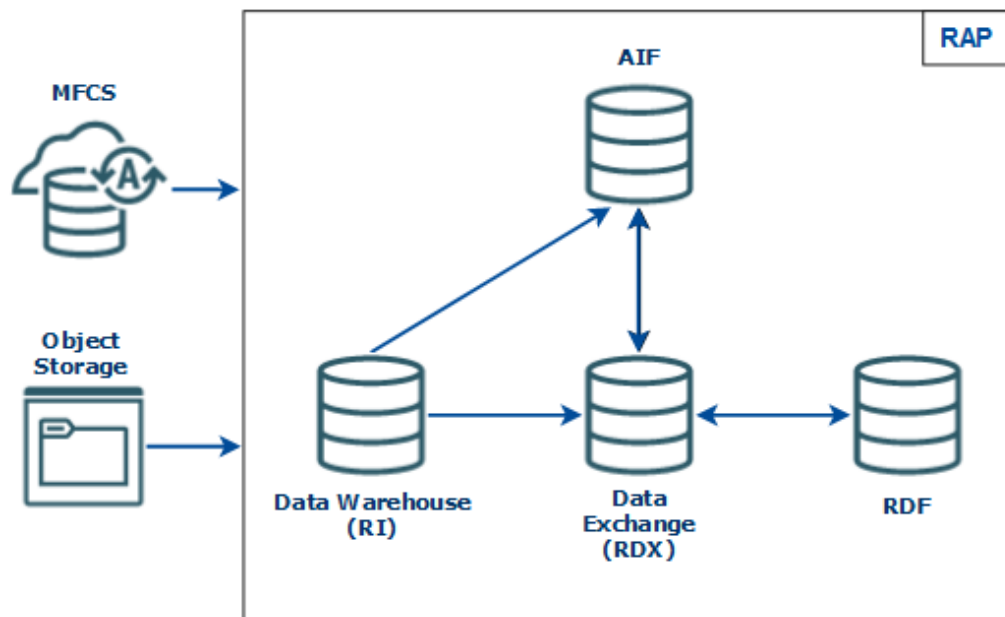 RAP
AIF
MFCS
A
Object
Storage
Data Warehouse
(RI)
Data
Exchange
(RDX)
RDF